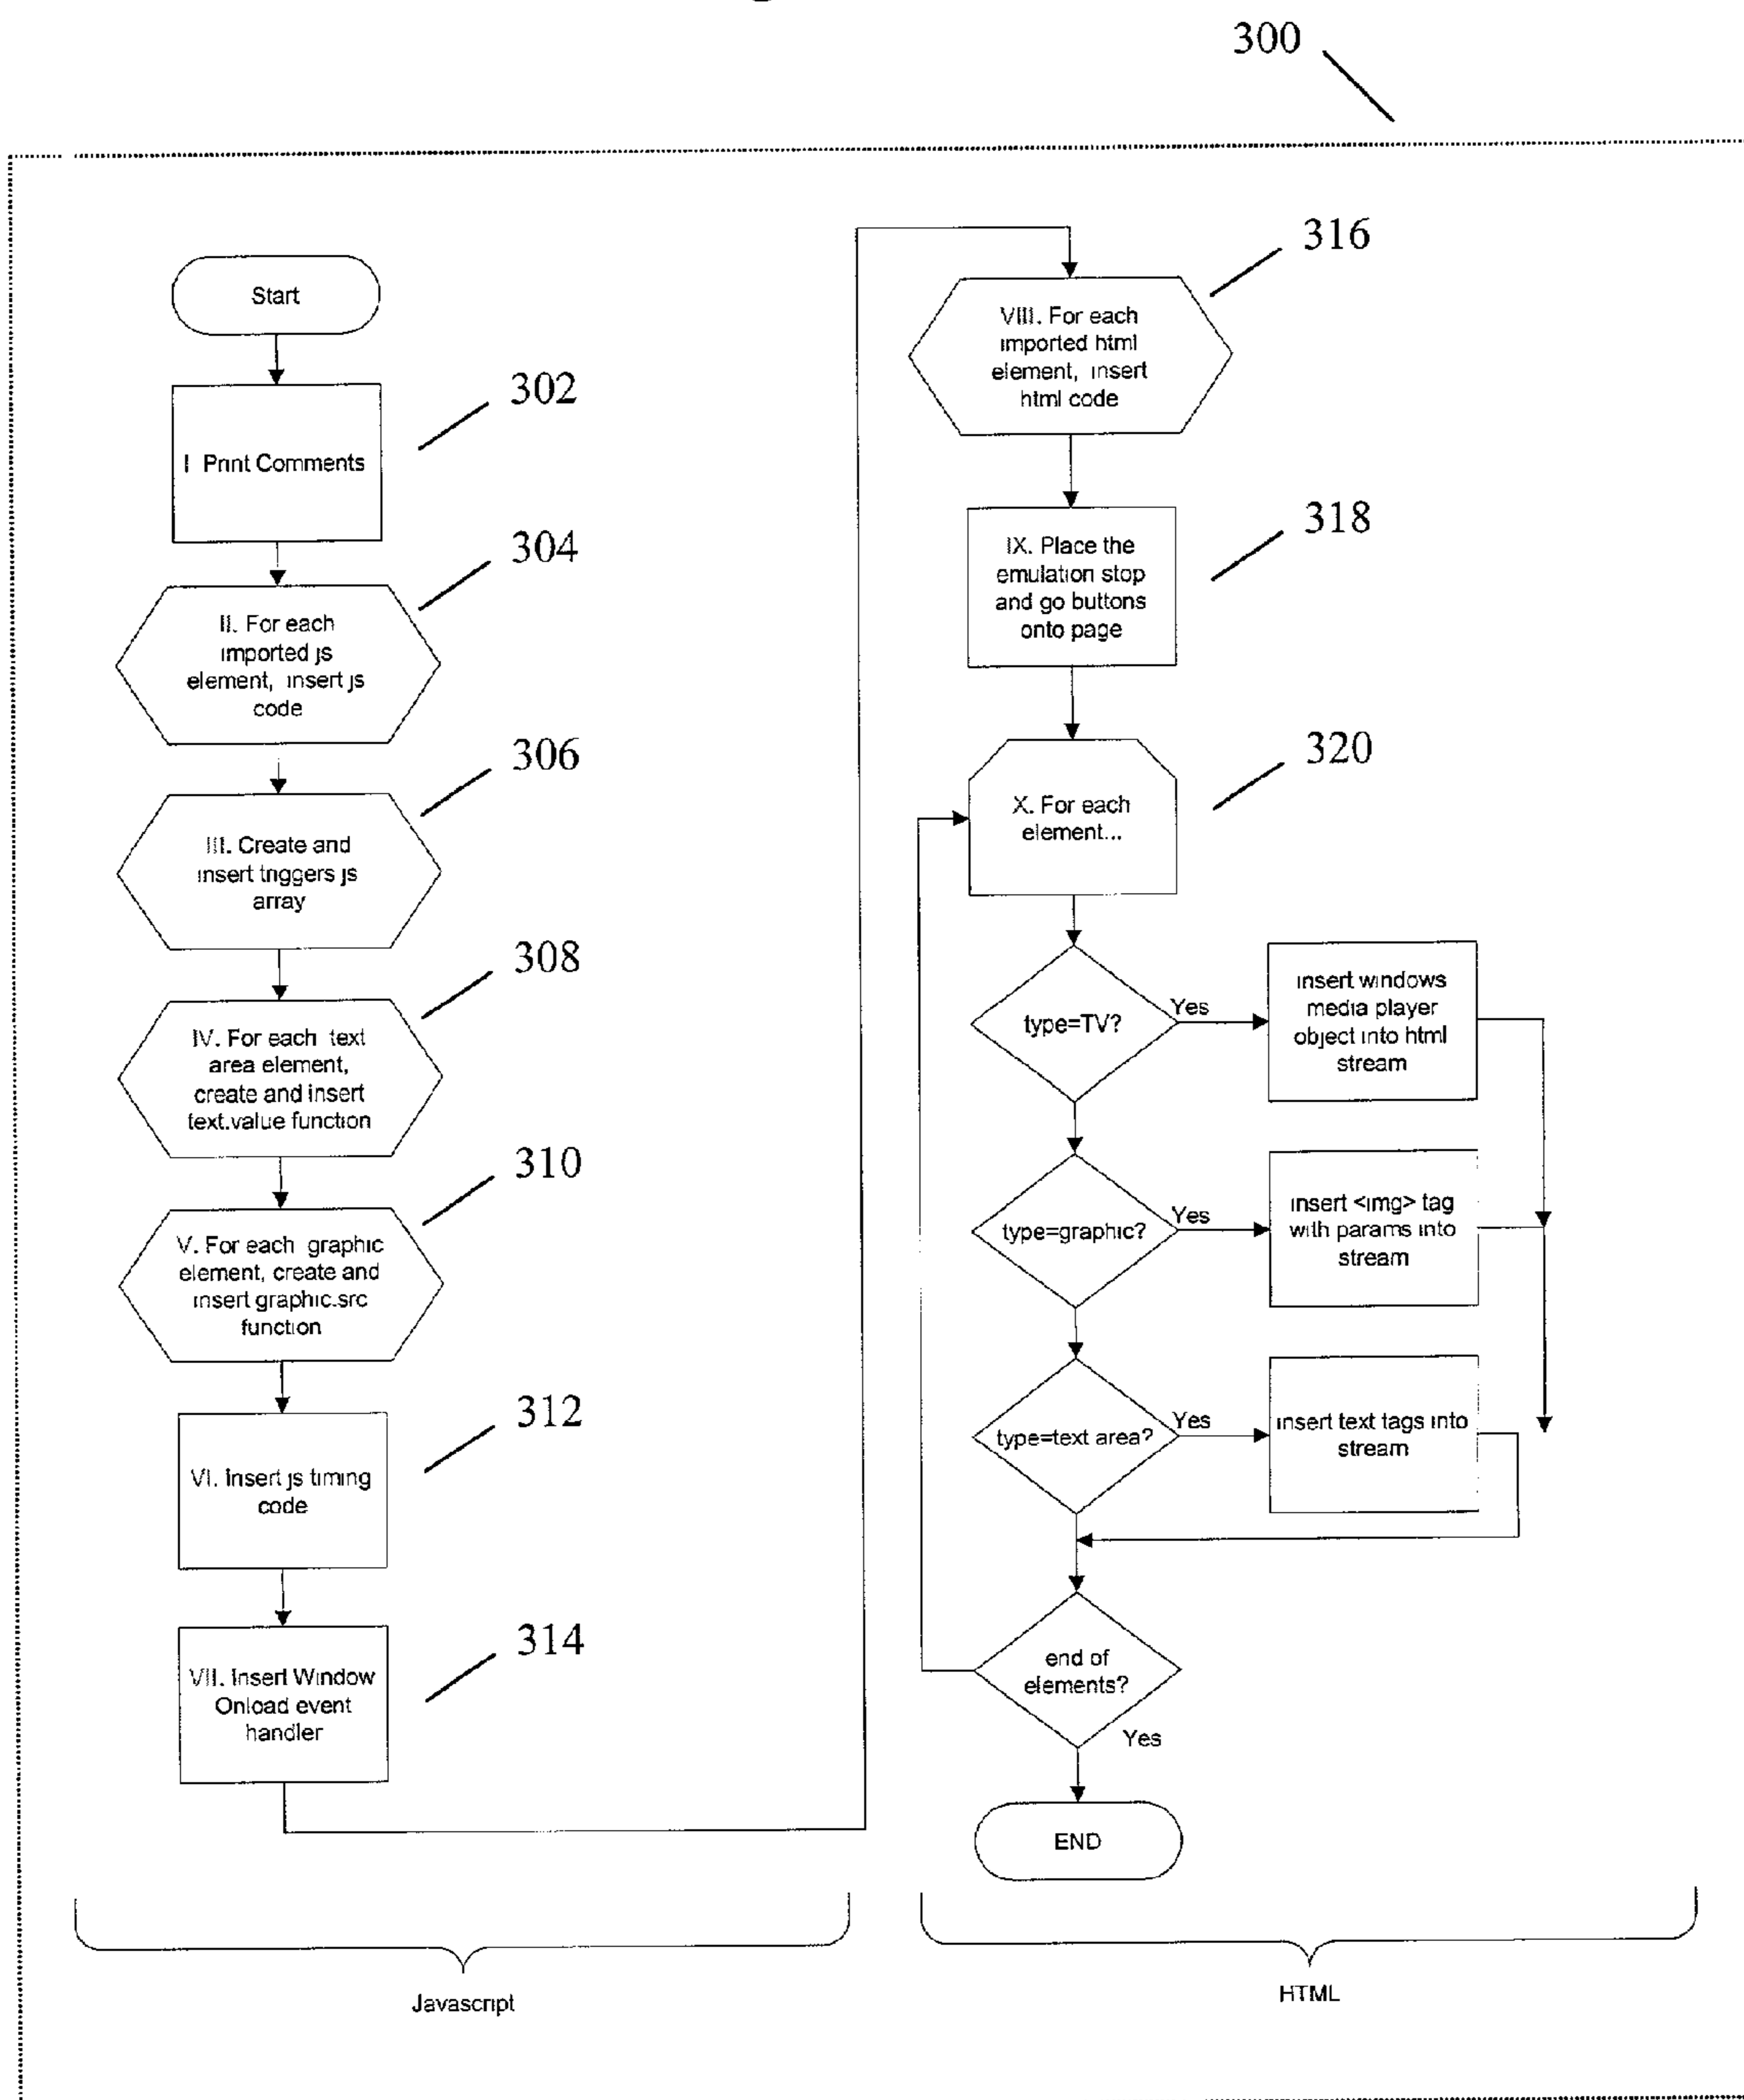 300
Start
302
I Print Comments
304
II. For each
imported js
element, insert js
code
306
III. Create and
insert triggers js
array
308
IV. For each text
area element,
create and insert
text.value function
310
V. For each graphic
element, create and
insert graphic.src
function
312
VI. Insert js timing
code
314
VII. Insert Window
Onload event
handler
Javascript
316
VIII. For each
imported html
element, insert
html code
318
IX. Place the
emulation stop
and go buttons
onto page
320
X. For each
element...
type=TV?
Yes
insert windows
media player
object into html
stream
type=graphic?
Yes
insert <img> tag
with params into
stream
type=text area?
Yes
insert text tags into
stream
end of
elements?
Yes
END
HTML